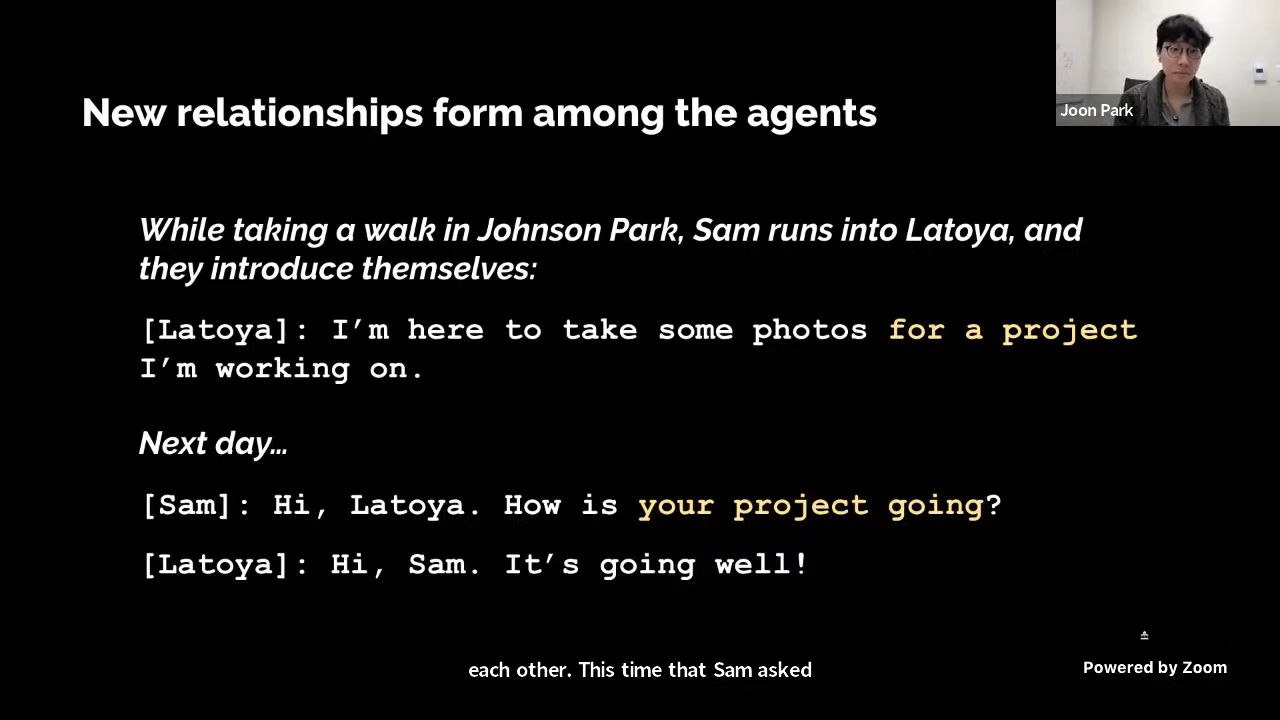 New relationships form among the agents
Joon Park
While taking a walk in Johnson Park, Sam runs into Latoya, and
they introduce themselves:
[Latoya]: I’m here to take some photos for a project
I’m working on.
Next day…
[Sam]: Hi, Latoya. How is your project going?
[Latoya]: Hi, Sam. It’s going well!
each other. This time that Sam asked
Powered by Zoom